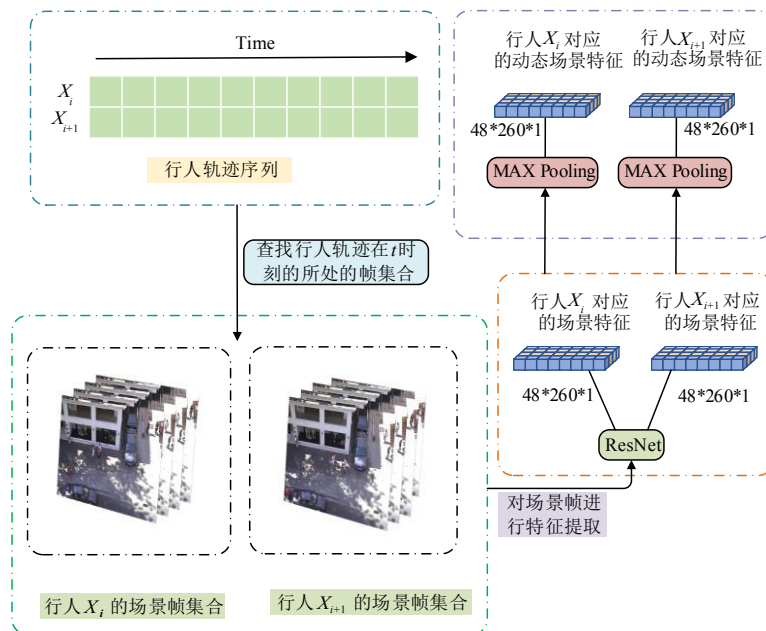 Time
X_i
X_{i+1}
行人轨迹序列
查找行人轨迹在t时
刻的所处的帧集合
行人X_i 的场景帧集合
行人X_{i+1} 的场景帧集合
对场景帧进
行特征提取
ResNet
48*260*1
48*260*1
行人X_i 对应
的场景特征
行人X_{i+1} 对应
的场景特征
MAX Pooling
MAX Pooling
48*260*1
48*260*1
行人X_i 对应
的动态场景特征
行人X_{i+1} 对应
的动态场景特征